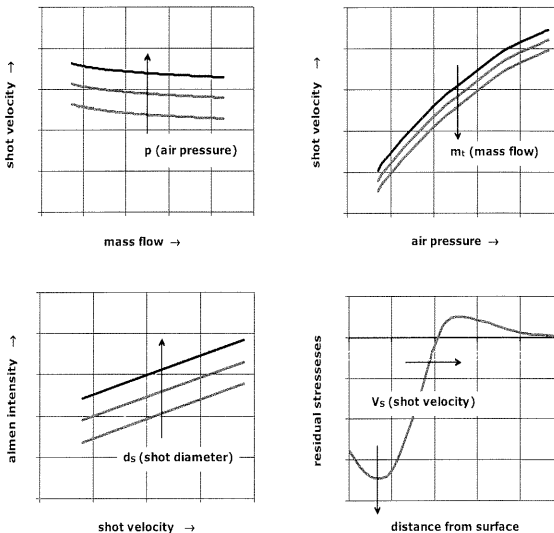 shot velocity →
p (air pressure)
mass flow →
shot velocity →
mt (mass flow)
air pressure →
almen intensity →
ds (shot diameter)
shot velocity →
residual stresseses
Vs (shot velocity)
distance from surface